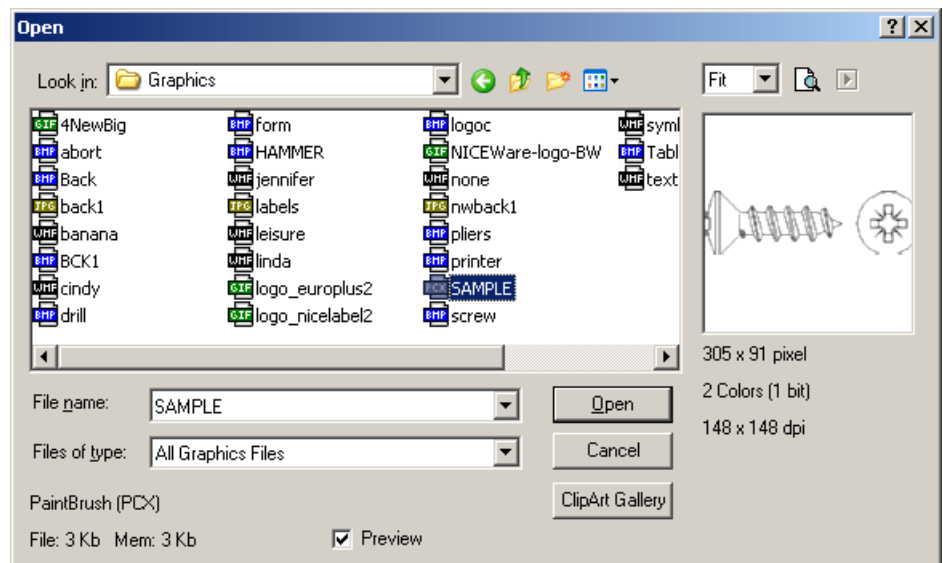 Open
Look in: Graphics
Fit
GIF 4NewBig
BMP abort
BMP Back
JPG back1
WMF banana
BMP BCK1
WMF cindy
BMP drill
BMP form
BMP HAMMER
WMF jennifer
JPG labels
WMF leisure
WMF linda
GIF logo_europlus2
GIF logo_nicelabel2
BMP logoc
GIF NICEWare-logo-BW
WMF none
JPG nwback1
BMP pliers
BMP printer
PCX SAMPLE
BMP screw
WMF syml
BMP Tabl
WMF text
305 x 91 pixel
2 Colors (1 bit)
148 x 148 dpi
File name: SAMPLE
Open
Files of type: All Graphics Files
Cancel
PaintBrush (PCX)
ClipArt Gallery
File: 3 Kb Mem: 3 Kb
Preview